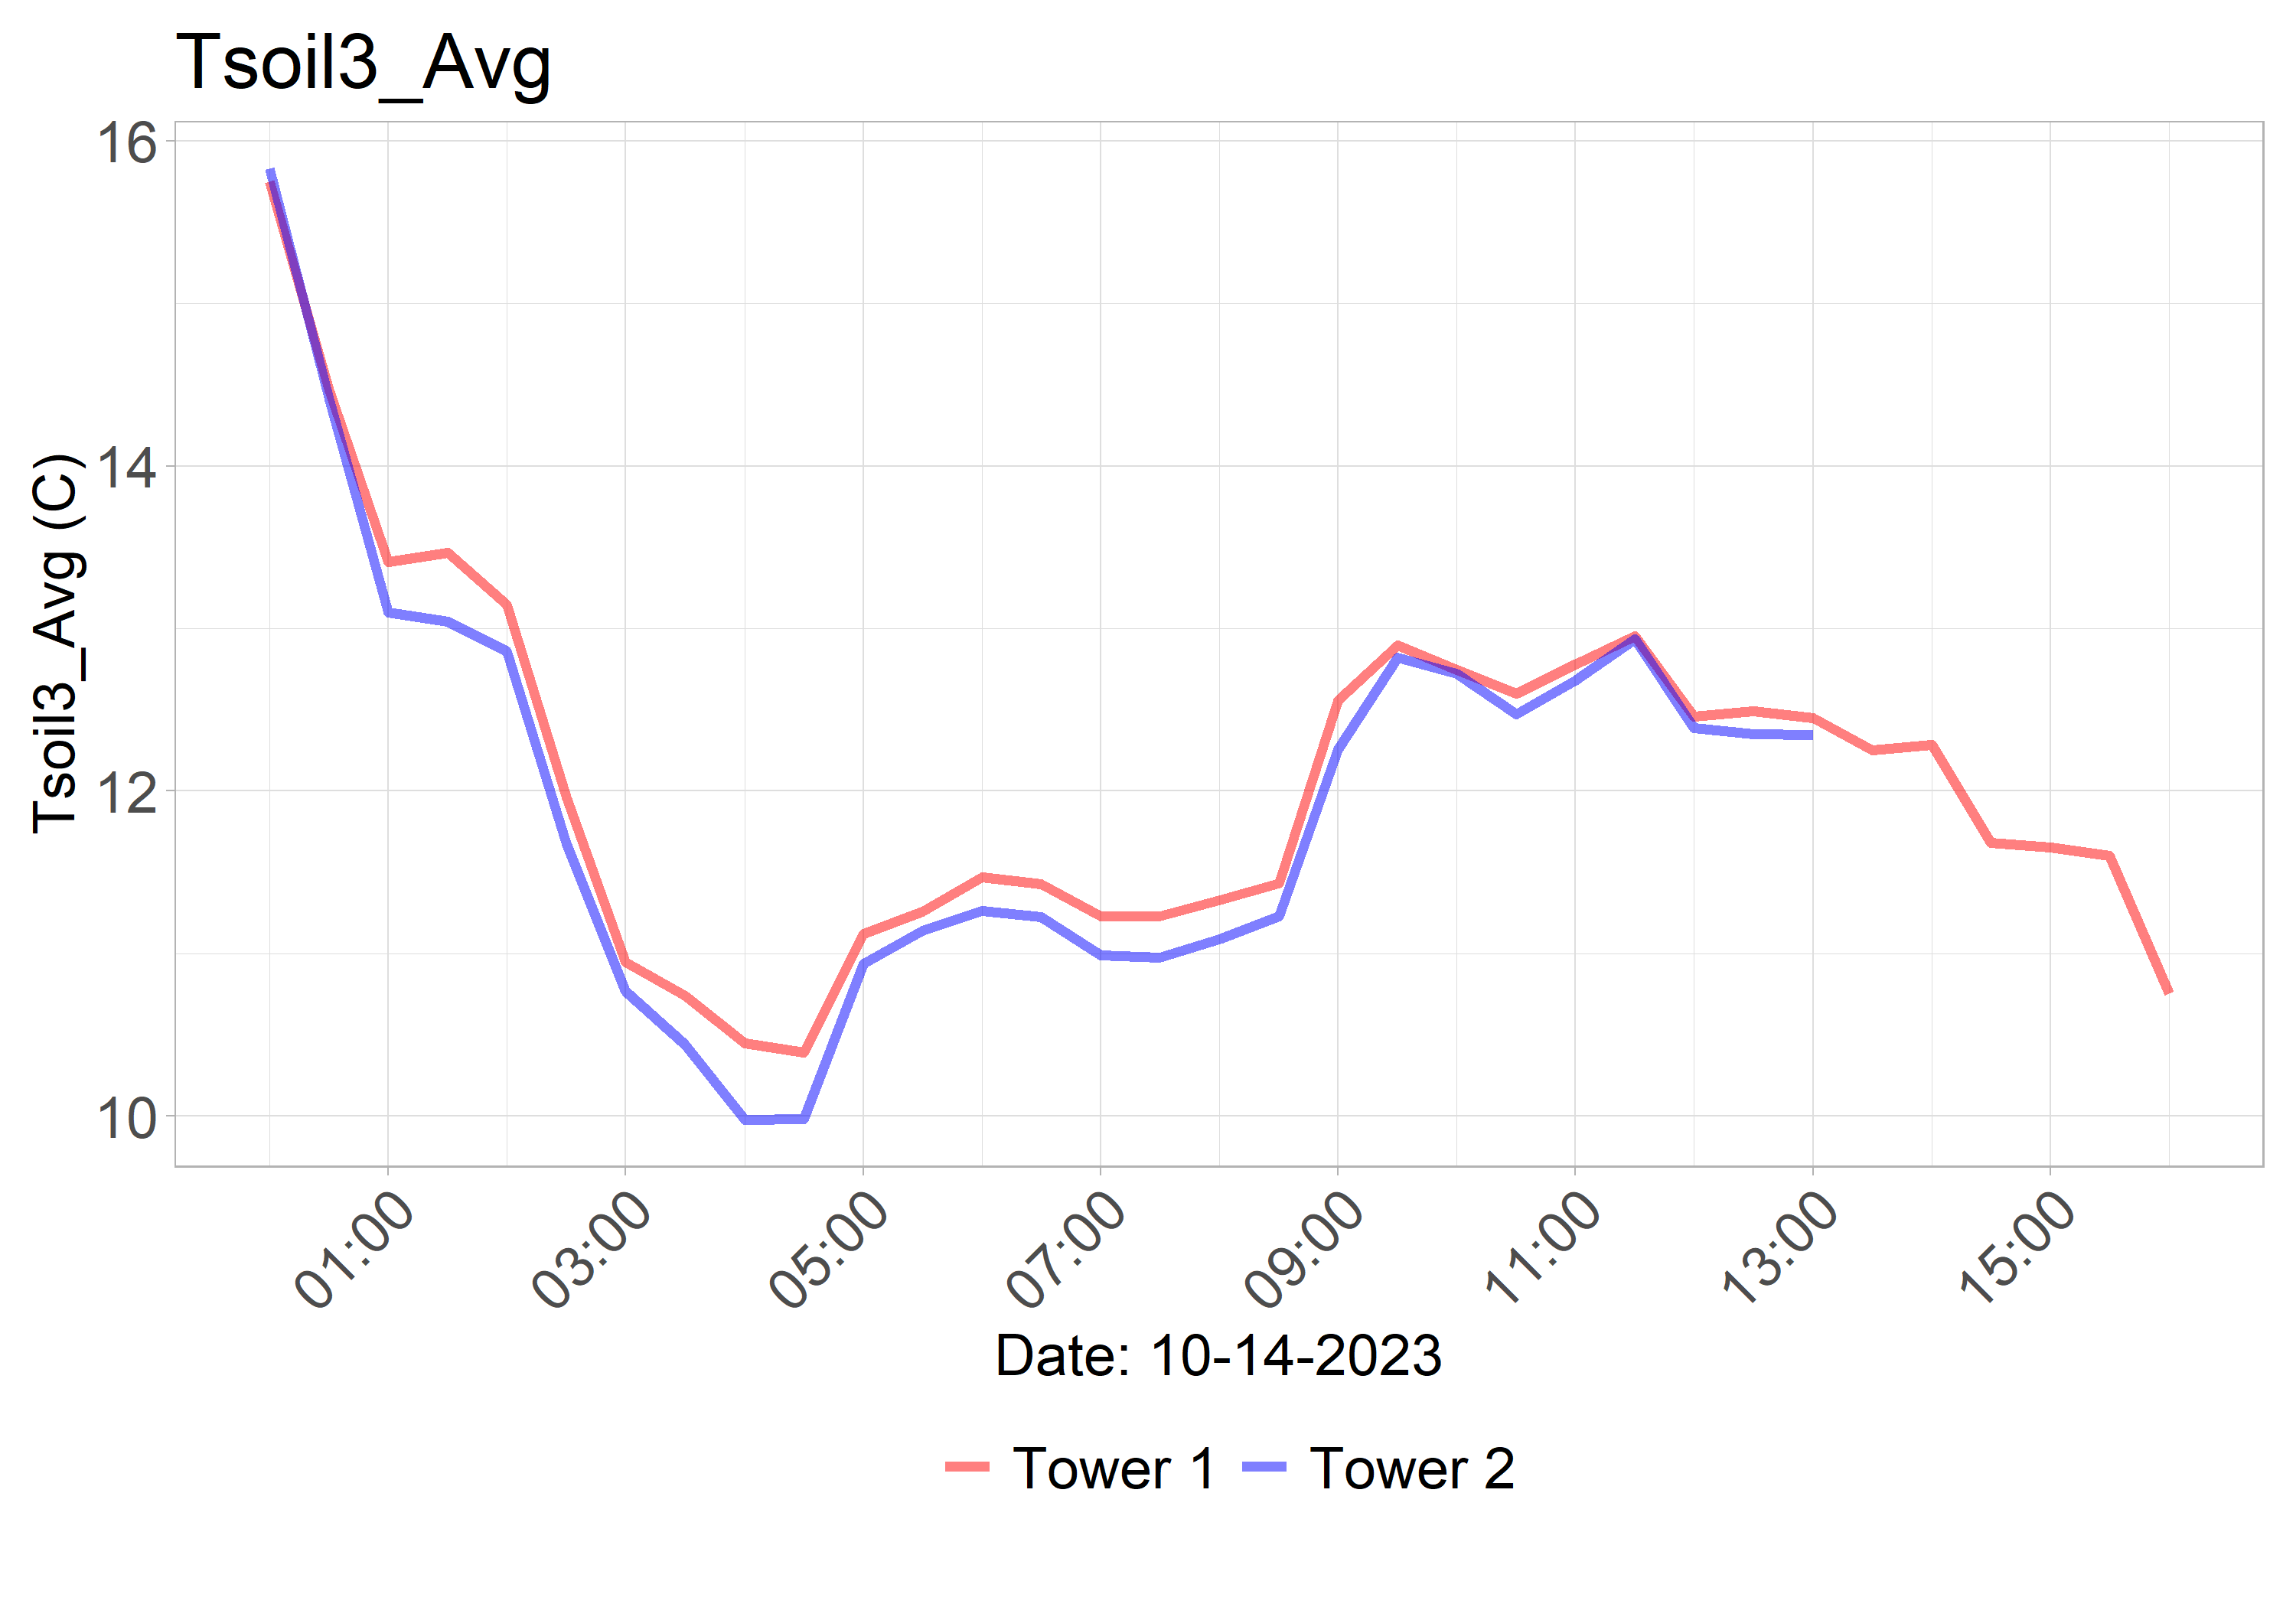 Tsoil3_Avg
Tsoil3_Avg (C)
16
14
12
10
01:00 03:00 05:00 07:00 09:00 11:00 13:00 15:00
Date: 10-14-2023
Tower 1 Tower 2